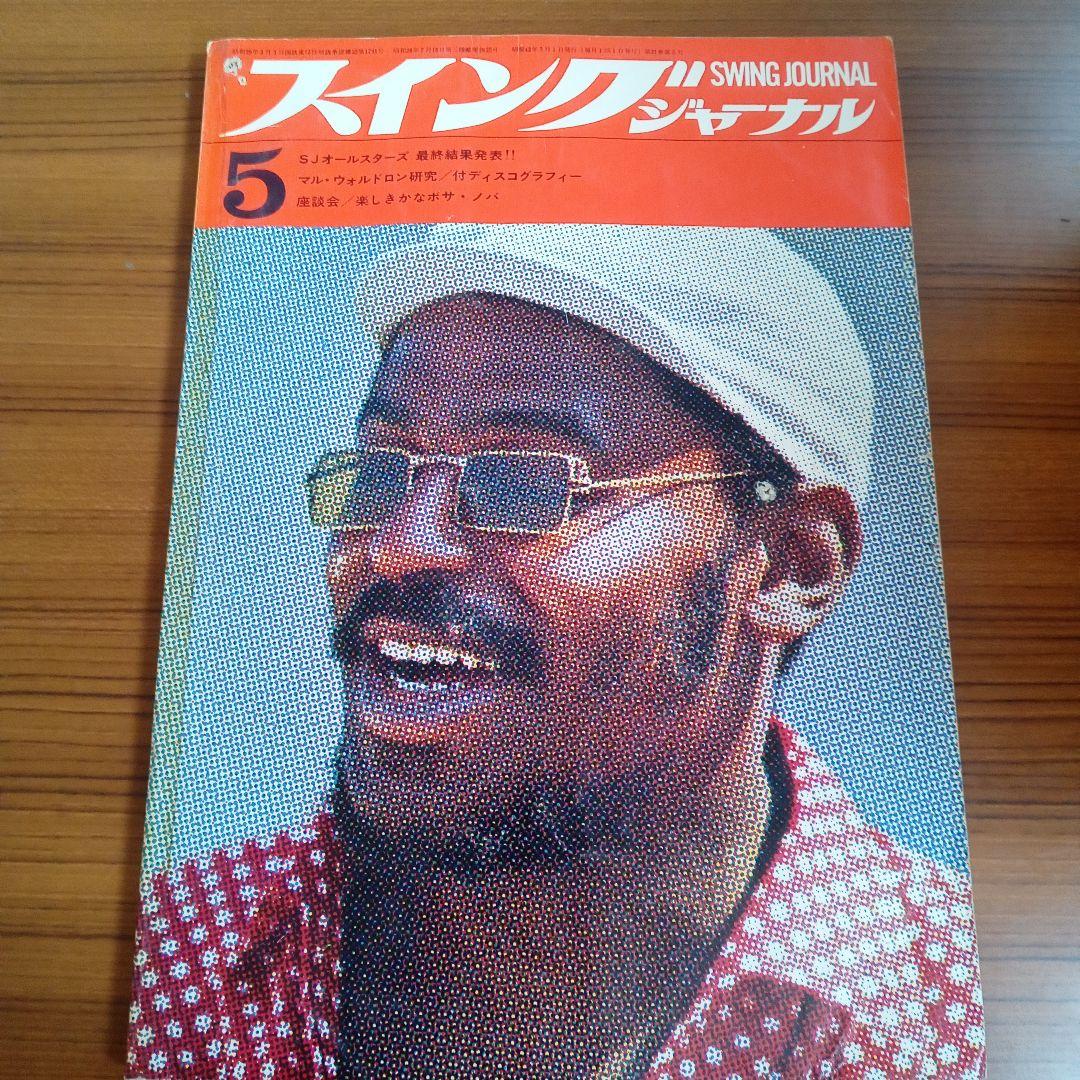 スイングジャーナル
SWING JOURNAL
5
SJオールスターズ 最終結果発表!!
マル・ウォルドロン研究/付ディスコグラフィー
座談会/楽しきかなボサ・ノバ